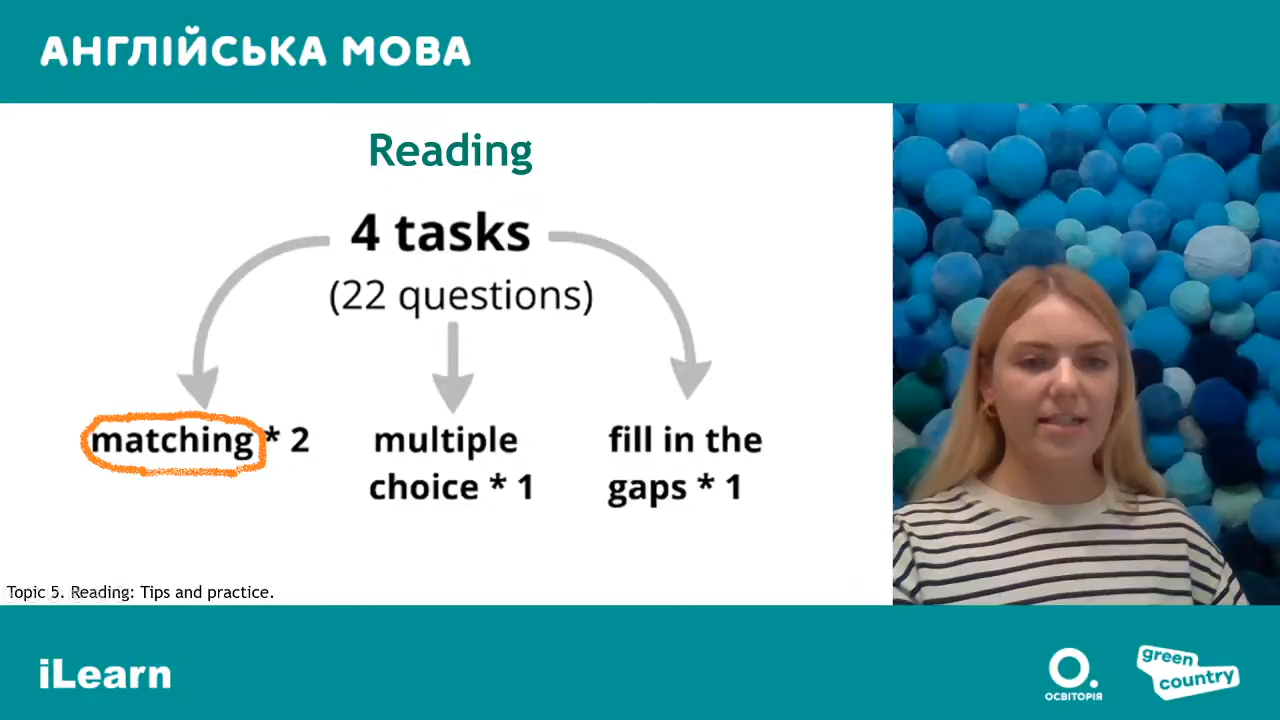 АНГЛІЙСЬКА МОВА
Reading
4 tasks
(22 questions)
matching * 2
multiple
choice * 1
fill in the
gaps * 1
Topic 5. Reading: Tips and practice.
iLearn
О.
ОСВІТОРІЯ
green
country